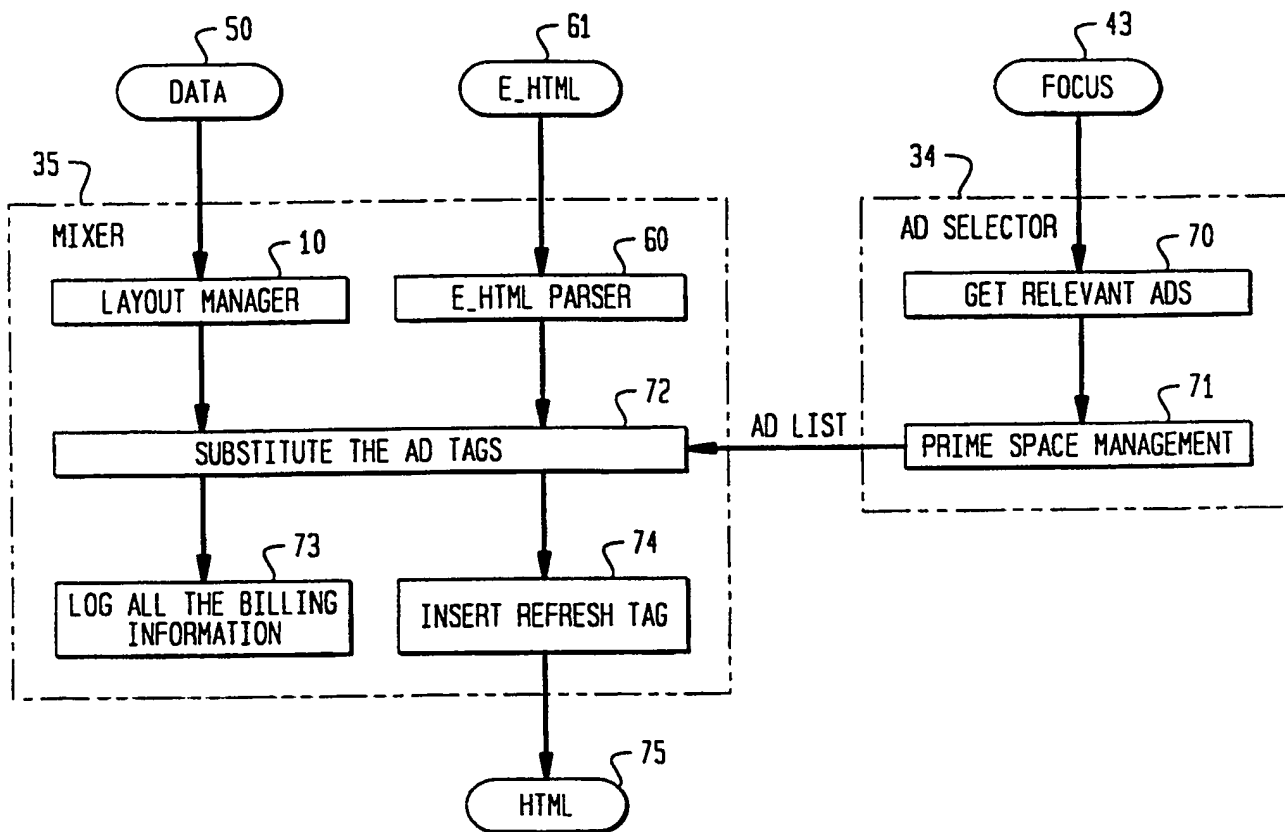 50
61
43
DATA
E_HTML
FOCUS
35
34
MIXER
10
60
AD SELECTOR
70
LAYOUT MANAGER
E_HTML PARSER
GET RELEVANT ADS
72
71
AD LIST
SUBSTITUTE THE AD TAGS
PRIME SPACE MANAGEMENT
73
74
LOG ALL THE BILLING
INFORMATION
INSERT REFRESH TAG
75
HTML